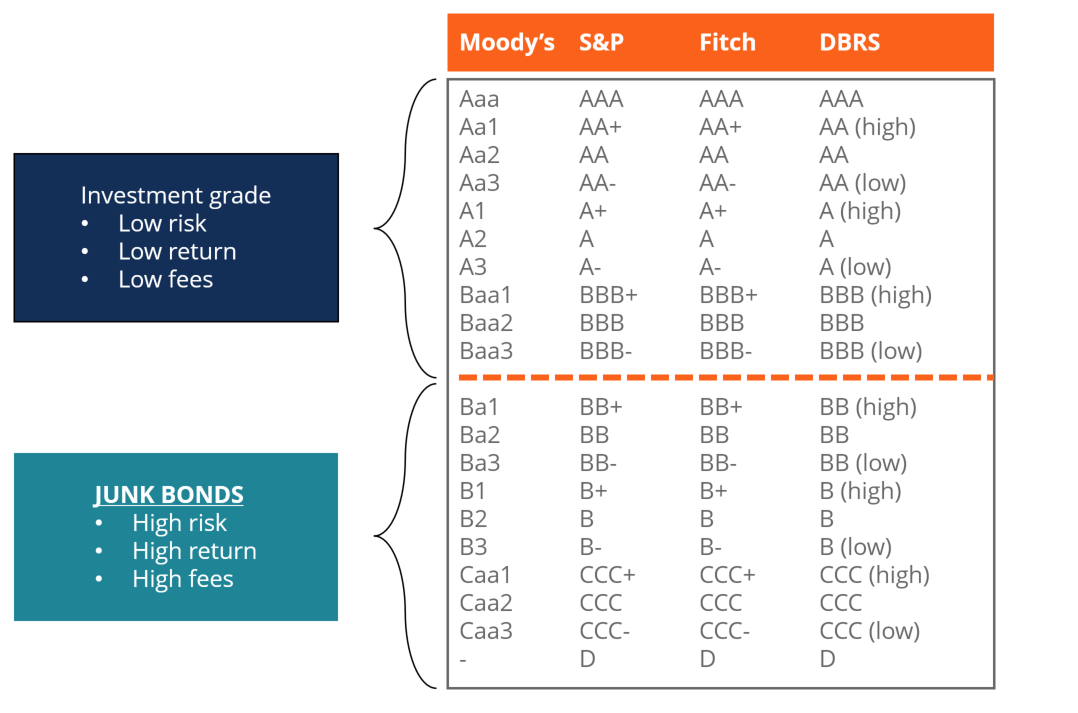 Moody's S&P Fitch DBRS
Aaa AAA AAA AAA
Aa1 AA+ AA+ AA (high)
Aa2 AA AA AA
Aa3 AA- AA- AA (low)
A1 A+ A+ A (high)
A2 A A A
A3 A- A- A (low)
Baa1 BBB+ BBB+ BBB (high)
Baa2 BBB BBB BBB
Baa3 BBB- BBB- BBB (low)
Investment grade
• Low risk
• Low return
• Low fees
Ba1 BB+ BB+ BB (high)
Ba2 BB BB BB
Ba3 BB- BB- BB (low)
B1 B+ B+ B (high)
B2 B B B
B3 B- B- B (low)
Caa1 CCC+ CCC+ CCC (high)
Caa2 CCC CCC CCC
Caa3 CCC- CCC- CCC (low)
- D D D
JUNK BONDS
• High risk
• High return
• High fees